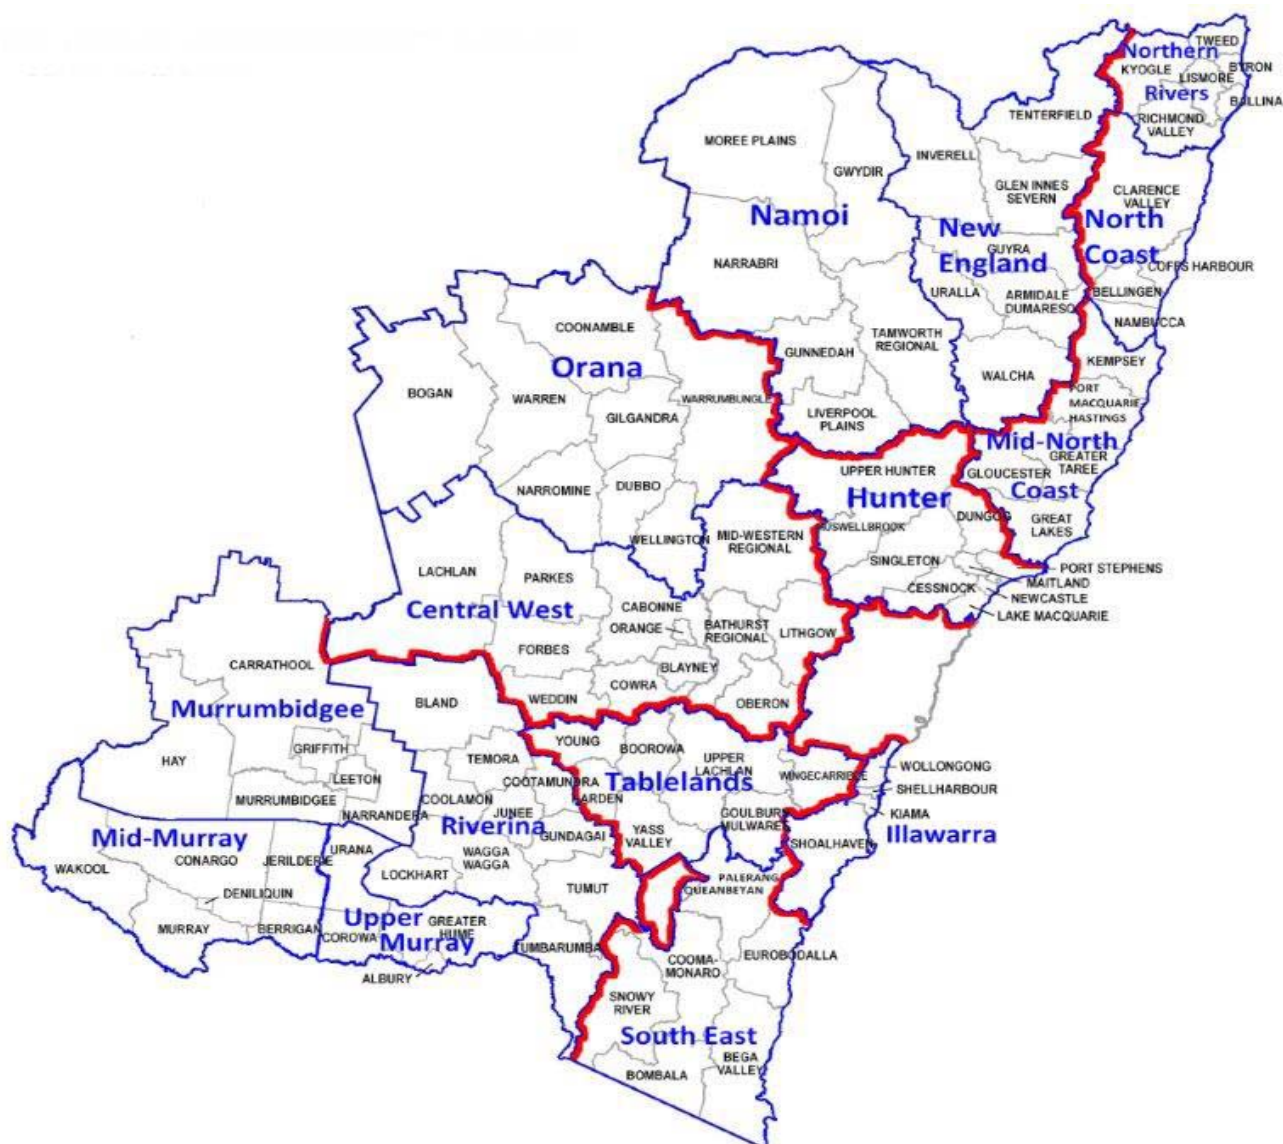 TWEED
Northern
KYOGLE
BYRON
LISMORE
Rivers
BALLINA
RICHMOND
VALLEY
TENTERFIELD
MOREE PLAINS
INVERELL
GWYDIR
GLEN INNES
SEVERN
CLARENCE
VALLEY
Namoi
North
Coast
New
England
GUYRA
NARRABRI
COFFS HARBOUR
URALLA
ARMIDALE
DUMARESQ
BELLINGEN
NAMBUCCA
COONAMBLE
TAMWORTH
REGIONAL
GUNNEDAH
KEMPSEY
Orana
WALCHA
BOGAN
WARREN
WARRUMBUNGLE
PORT
MACQUARIE
HASTINGS
GILGANDRA
LIVERPOOL
PLAINS
Mid-North
Coast
GREATER
TAREE
UPPER HUNTER
GLOUCESTER
NARROMINE
DUBBO
Hunter
GREAT
LAKES
DUNGOG
MUSWELLBROOK
WELLINGTON
MID-WESTERN
REGIONAL
SINGLETON
PORT STEPHENS
LACHLAN
PARKES
MAITLAND
CESSNOCK
NEWCASTLE
LAKE MACQUARIE
Central West
CABONNE
ORANGE
BATHURST
REGIONAL
LITHGOW
FORBES
BLAYNEY
CARRATHOOL
COWRA
WEDDIN
OBERON
BLAND
Murrumbidgee
YOUNG
BOOROWA
GRIFFITH
HAY
TEMORA
UPPER
LACHLAN
WOLLONGONG
LEETON
COOTAMUNDRA
Tablelands
WINGECARRIBEE
SHELLHARBOUR
MURRUMBIDGEE
COOLAMON
HARDEN
NARRANDERA
JUNEE
GOULBURN
MULWAREE
KIAMA
Riverina
GUNDAGAI
Illawarra
Mid-Murray
YASS
VALLEY
SHOALHAVEN
URANA
WAGGA
WAGGA
CONARGO
JERILDERIE
WAKOOL
LOCKHART
PALERANG
QUEANBEYAN
TUMUT
DENILIQUIN
Upper
Murray
GREATER
HUME
MURRAY
BERRIGAN
COROWA
TUMBARUMBA
EUROBODALLA
COOMA-
MONARO
ALBURY
SNOWY
RIVER
South East
BEGA
VALLEY
BOMBALA